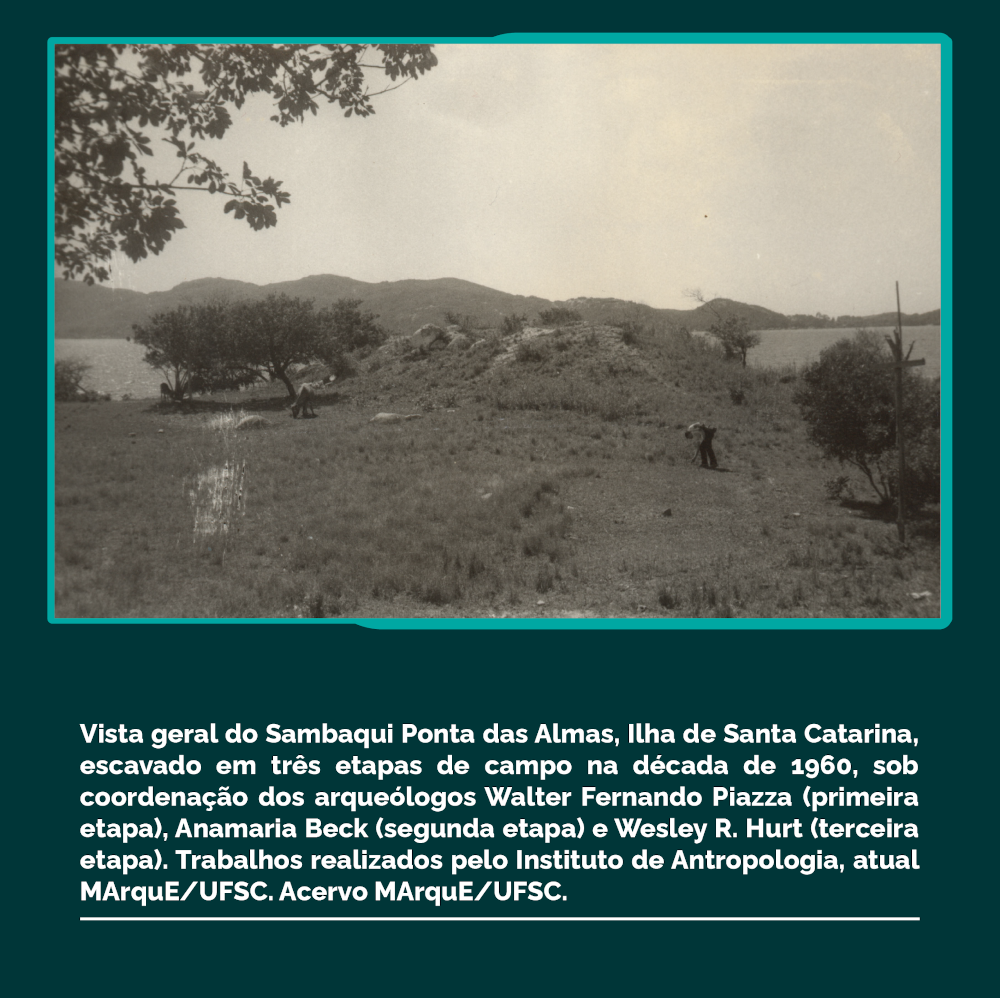 Vista geral do Sambaqui Ponta das Almas, Ilha de Santa Catarina,
escavado em três etapas de campo na década de 1960, sob
coordenação dos arqueólogos Walter Fernando Piazza (primeira
etapa), Anamaria Beck (segunda etapa) e Wesley R. Hurt (terceira
etapa). Trabalhos realizados pelo Instituto de Antropologia, atual
MArquE/UFSC. Acervo MArquE/UFSC.